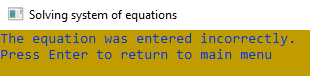 Solving system of equations
The equation was entered incorrectly.
Press Enter to return to main menu